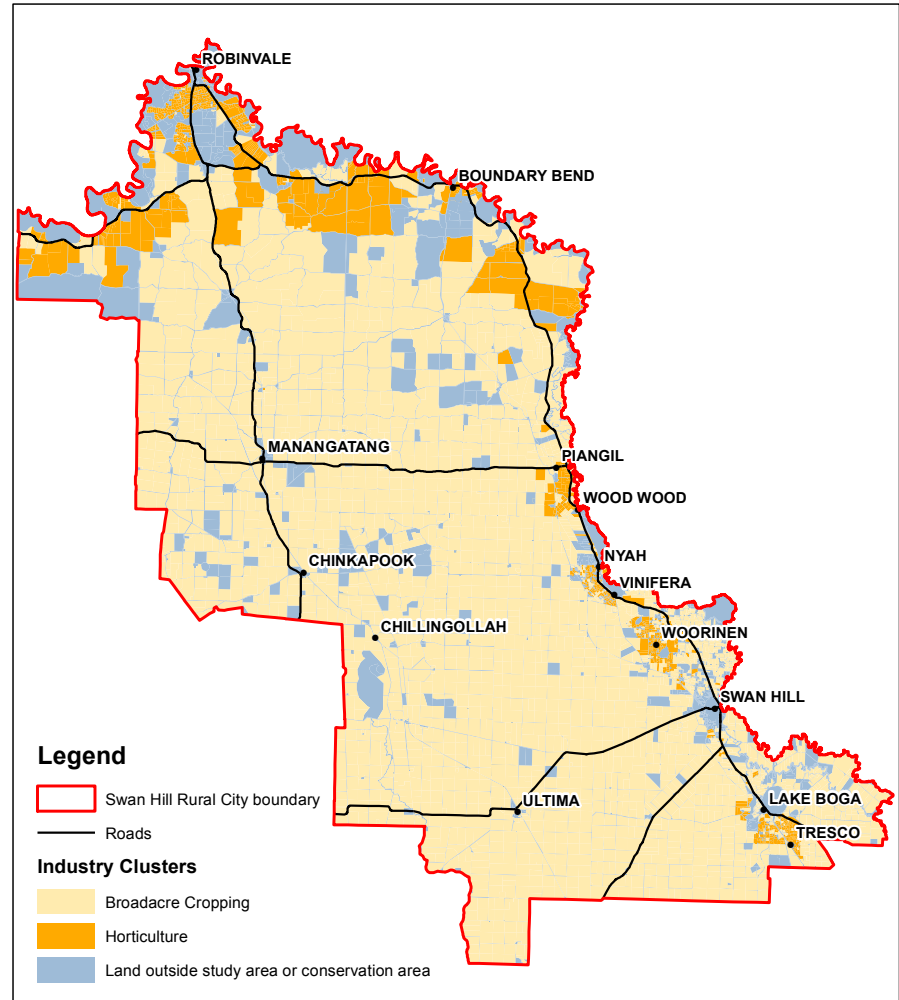 ROBINVALE
BOUNDARY BEND
MANANGATANG
PIANGIL
WOOD WOOD
NYAH
VINIFERA
CHINKAPOOK
CHILLINGOLLAH
WOORINEN
SWAN HILL
ULTIMA
LAKE BOGA
TRESCO
Legend
Swan Hill Rural City boundary
Roads
Industry Clusters
Broadacre Cropping
Horticulture
Land outside study area or conservation area